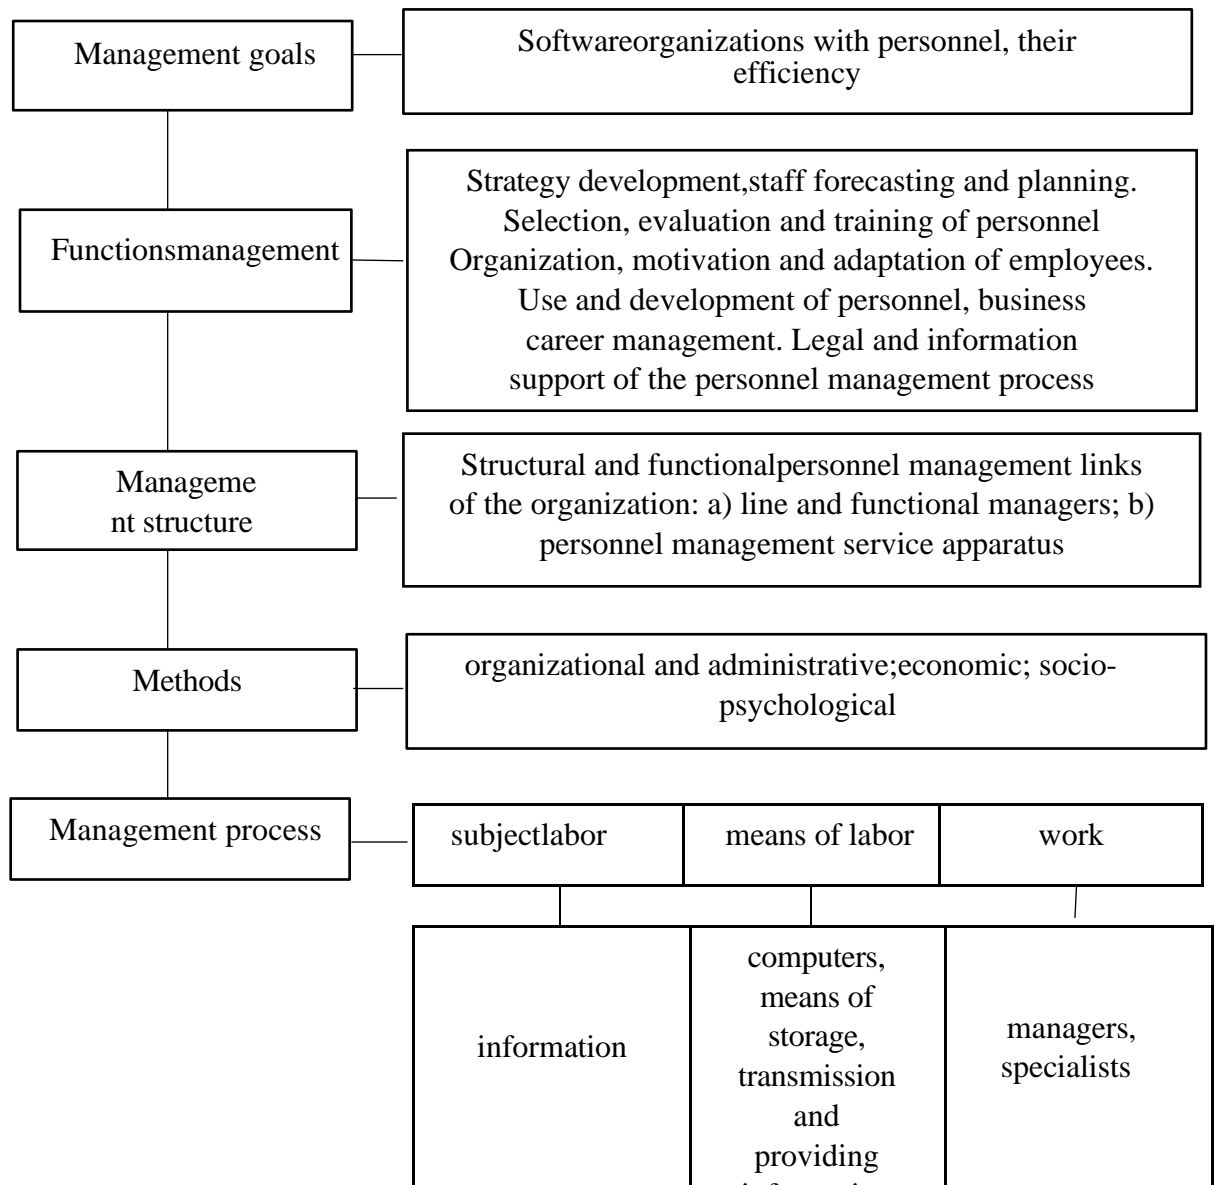 Management goals
Softwareorganizations with personnel, their
efficiency
Functionsmanagement
Strategy development,staff forecasting and planning.
Selection, evaluation and training of personnel
Organization, motivation and adaptation of employees.
Use and development of personnel, business
career management. Legal and information
support of the personnel management process
Manageme
nt structure
Structural and functionalpersonnel management links
of the organization: a) line and functional managers; b)
personnel management service apparatus
Methods
organizational and administrative;economic; socio-
psychological
Management process
subjectlabor
means of labor
work
information
computers,
means of
storage,
transmission
and
providing
managers,
specialists